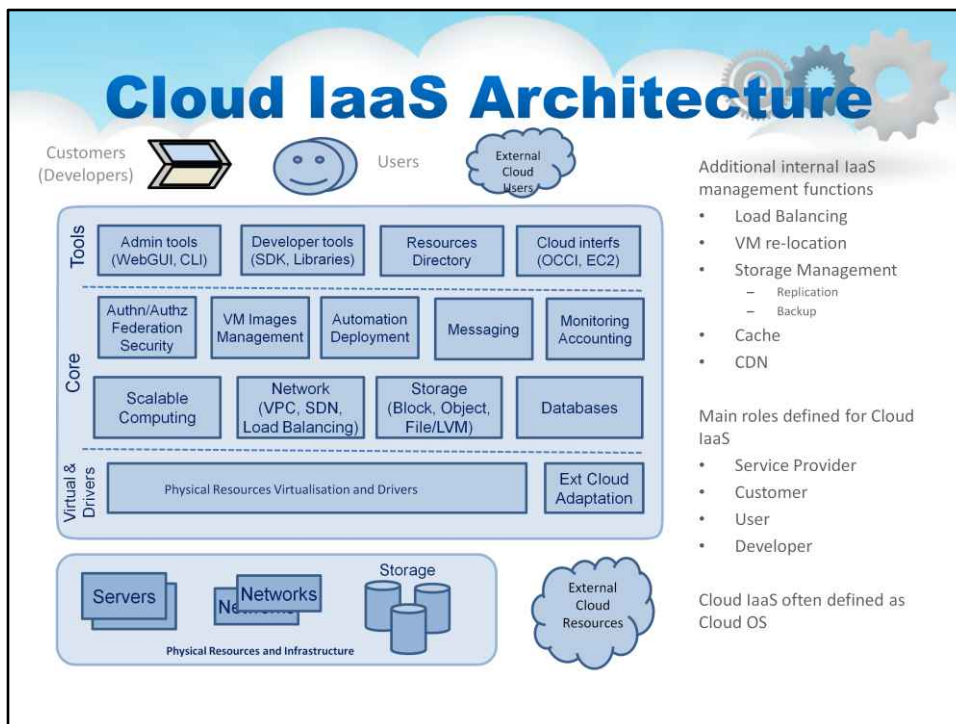 Cloud IaaS Architecture
Customers
(Developers)
Users
External
Cloud
Users
Tools
Admin tools
(WebGUI, CLI)
Developer tools
(SDK, Libraries)
Resources
Directory
Cloud interfs
(OCCI, EC2)
Core
Authn/Authz
Federation
Security
VM Images
Management
Automation
Deployment
Messaging
Monitoring
Accounting
Scalable
Computing
Network
(VPC, SDN,
Load Balancing)
Storage
(Block, Object,
File/LVM)
Databases
Virtual &
Drivers
Physical Resources Virtualisation and Drivers
Ext Cloud
Adaptation
Servers
Networks
Networks
Storage
Physical Resources and Infrastructure
External
Cloud
Resources
Additional internal IaaS
management functions
• Load Balancing
• VM re-location
• Storage Management
– Replication
– Backup
• Cache
• CDN
Main roles defined for Cloud
IaaS
• Service Provider
• Customer
• User
• Developer
Cloud IaaS often defined as
Cloud OS